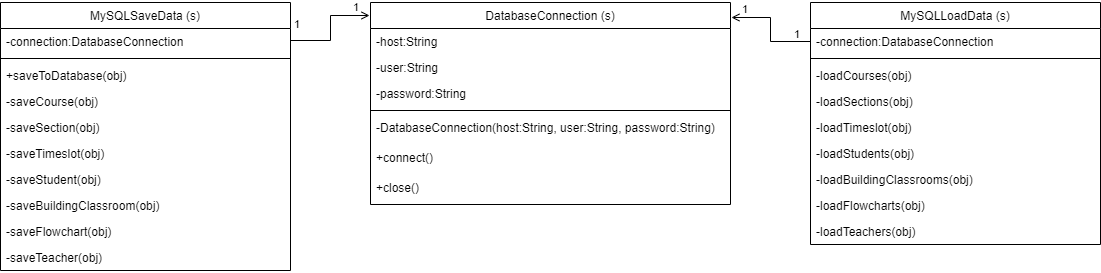 MySQLSaveData (s)
-connection:DatabaseConnection
+saveToDatabase(obj)
-saveCourse(obj)
-saveSection(obj)
-saveTimeslot(obj)
-saveStudent(obj)
-saveBuildingClassroom(obj)
-saveFlowchart(obj)
-saveTeacher(obj)
1
1
DatabaseConnection (s)
-host:String
-user:String
-password:String
-DatabaseConnection(host:String, user:String, password:String)
+connect()
+close()
1
1
MySQLLoadData (s)
-connection:DatabaseConnection
-loadCourses(obj)
-loadSections(obj)
-loadTimeslot(obj)
-loadStudents(obj)
-loadBuildingClassrooms(obj)
-loadFlowcharts(obj)
-loadTeachers(obj)